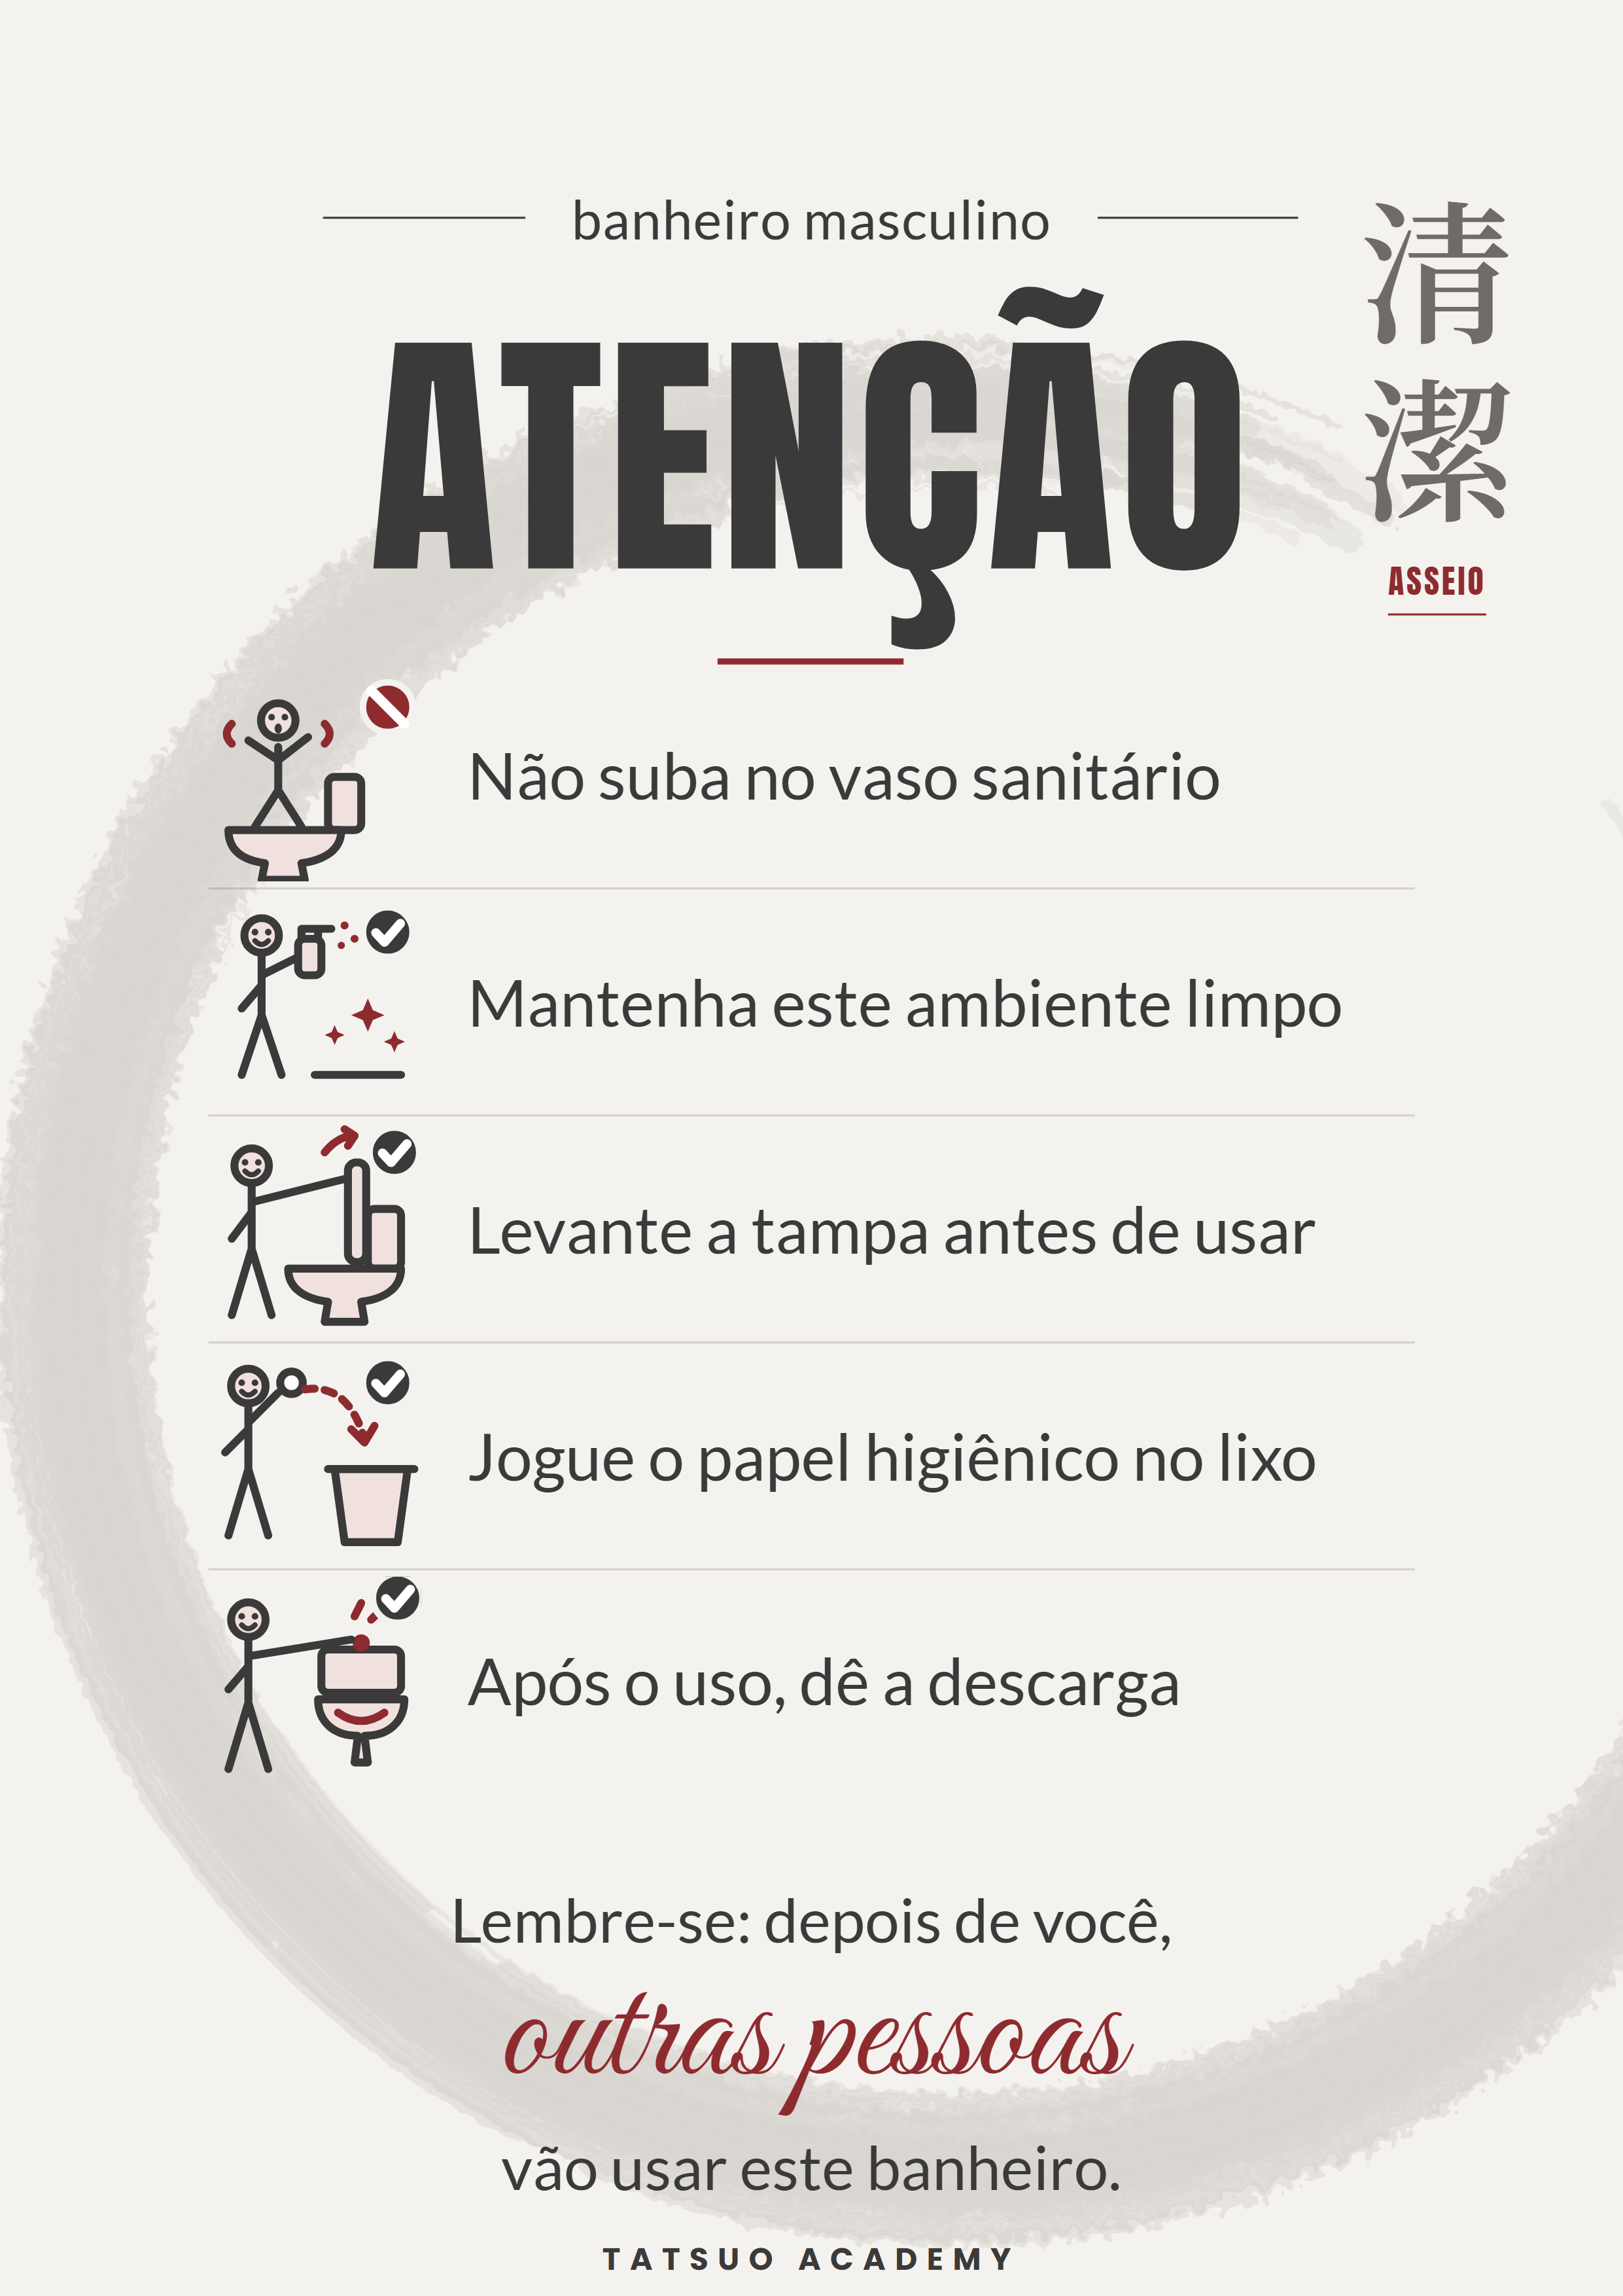 banheiro masculino
ATENÇÃO
清潔
ASSEIO
Não suba no vaso sanitário
Mantenha este ambiente limpo
Levante a tampa antes de usar
Jogue o papel higiênico no lixo
Após o uso, dê a descarga
Lembre-se: depois de você,
outras pessoas
vão usar este banheiro.
TATSUO ACADEMY